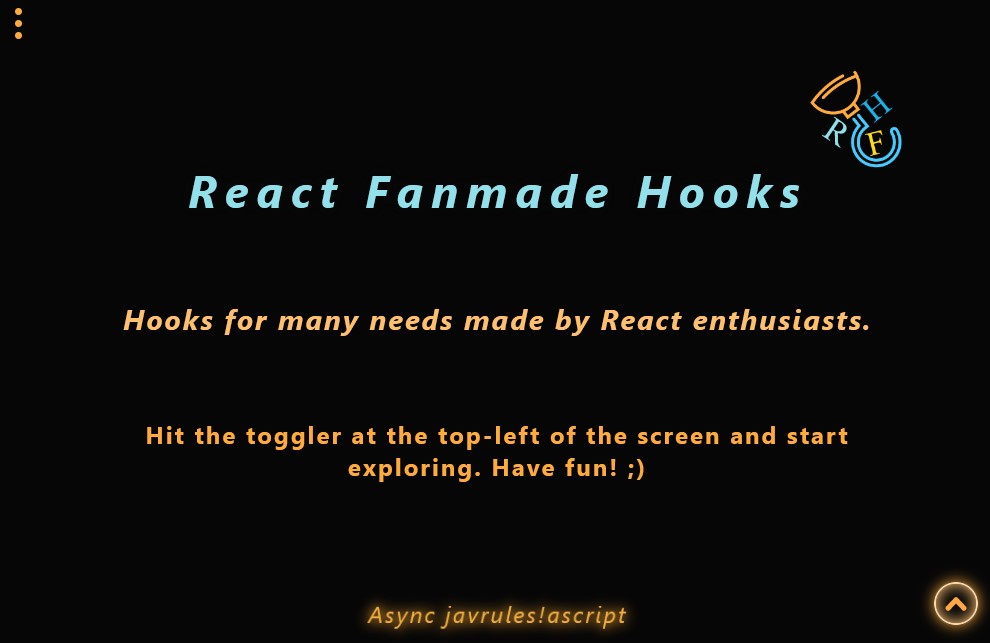 R H
F
React Fanmade Hooks
Hooks for many needs made by React enthusiasts.
Hit the toggler at the top-left of the screen and start
exploring. Have fun! ;)
Async javrules!ascript